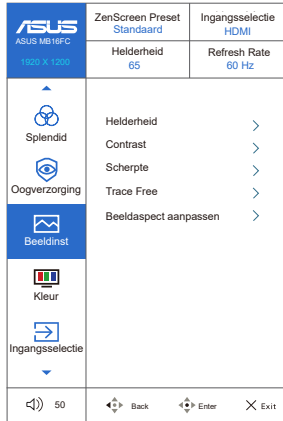 ASUS
ASUS MB16FC
1920 X 1200
ZenScreen Preset
Standaard
Ingangsselectie
HDMI
Helderheid
65
Refresh Rate
60 Hz
Splendid
Oogverzorging
Beeldinst
Kleur
Ingangsselectie
Helderheid
Contrast
Scherpte
Trace Free
Beeldaspect aanpassen
50
Back
Enter
Exit